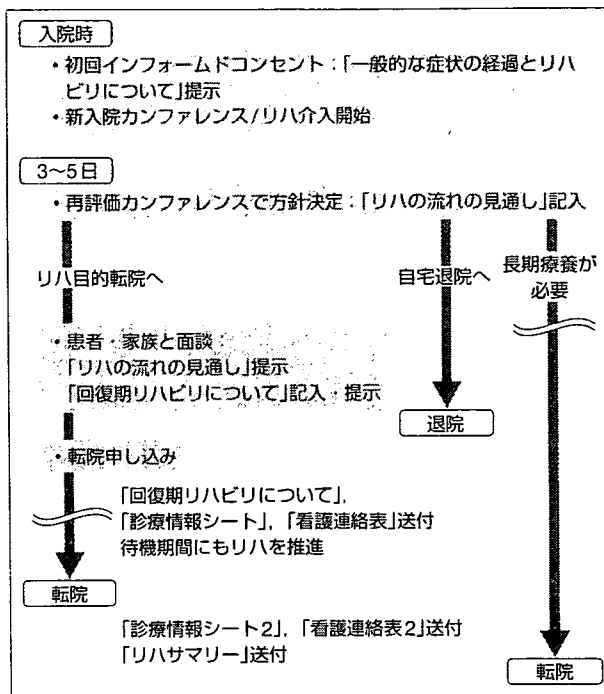 入院時
・初回インフォームドコンセント：「一般的な症状の経過とリハ
ビリについて」提示
・新入院カンファレンス/リハ介入開始
3〜5日
・再評価カンファレンスで方針決定：「リハの流れの見通し」記入
リハ目的転院へ
自宅退院へ
長期療養が
必要
・患者・家族と面談
「リハの流れの見通し」提示
「回復期リハビリについて」記入・提示
退院
・転院申し込み
「回復期リハビリについて」，
「診療情報シート」，「看護連絡表」送付
待機期間にもリハを推進
転院
「診療情報シート2」，「看護連絡表2」送付
「リハサマリー」送付
転院